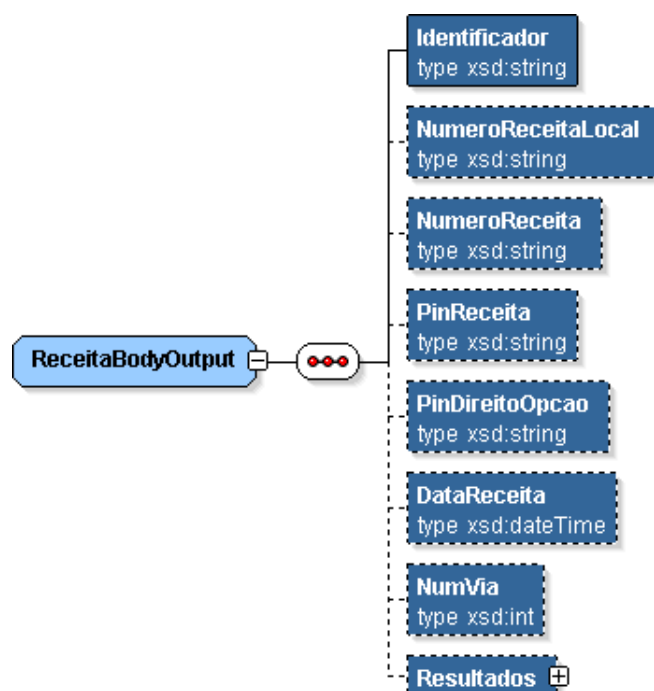 Identificador
type xsd:string
NumeroReceitaLocal
type xsd:string
NumeroReceita
type xsd:string
PinReceita
type xsd:string
ReceitaBodyOutput
PinDireitoOpcao
type xsd:string
DataReceita
type xsd:dateTime
NumVia
type xsd:int
Resultados